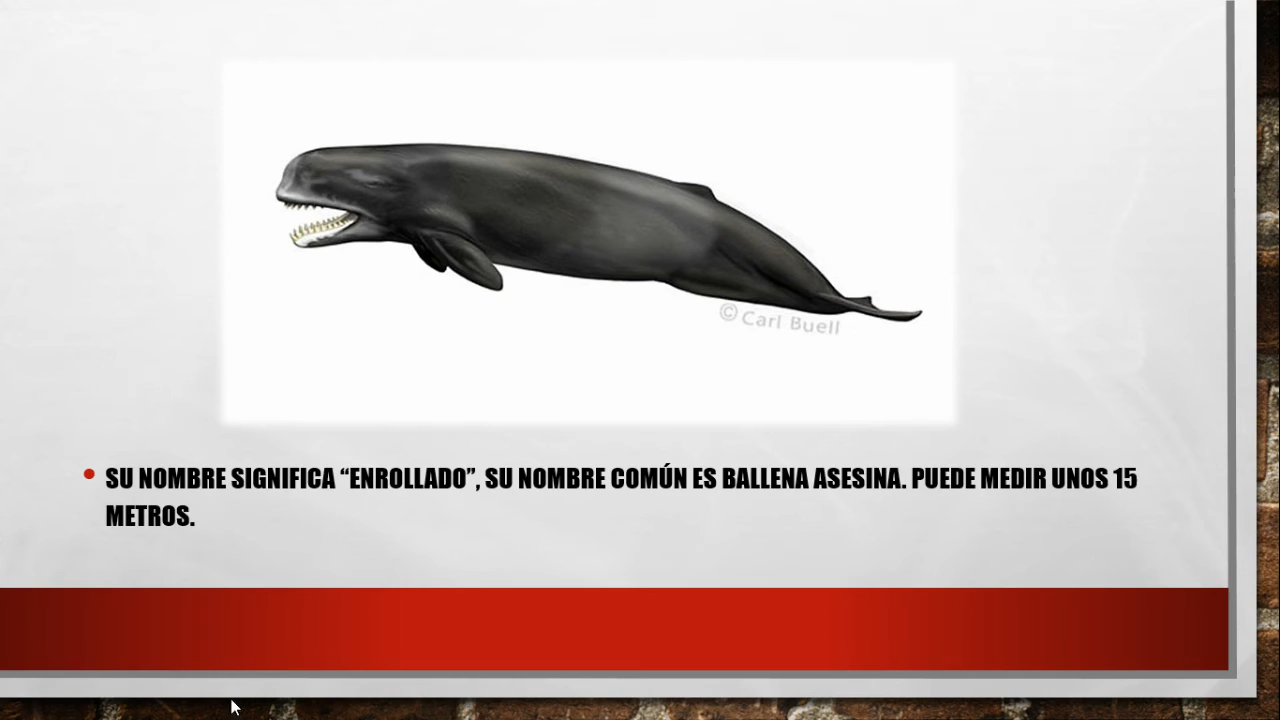 © Carl Buell
• SU NOMBRE SIGNIFICA “ENROLLADO”, SU NOMBRE COMÚN ES BALLENA ASESINA. PUEDE MEDIR UNOS 15
METROS.